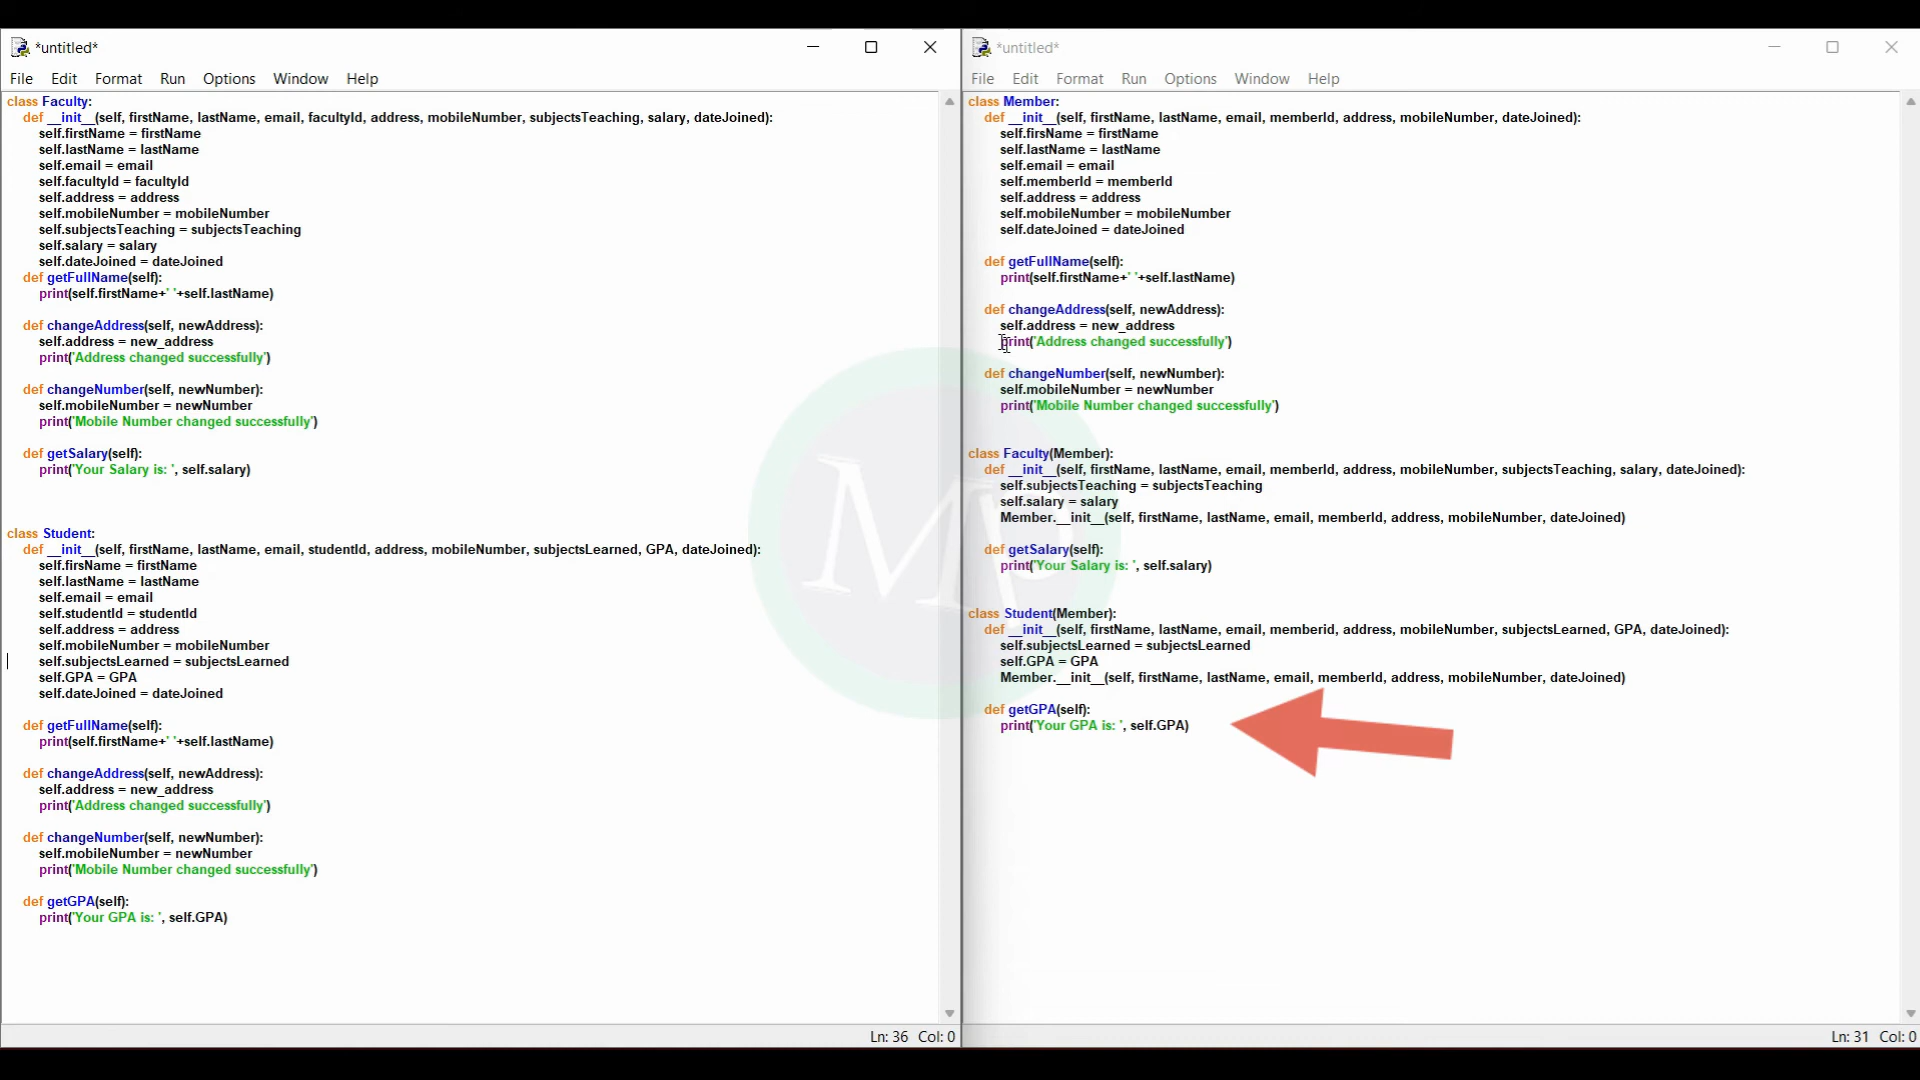 *untitled*
File Edit Format Run Options Window Help
class Faculty:
def __init__(self, firstName, lastName, email, facultyId, address, mobileNumber, subjectsTeaching, salary, dateJoined):
self.firstName = firstName
self.lastName = lastName
self.email = email
self.facultyId = facultyId
self.address = address
self.mobileNumber = mobileNumber
self.subjectsTeaching = subjectsTeaching
self.salary = salary
self.dateJoined = dateJoined
def getFullName(self):
print(self.firstName+' '+self.lastName)
def changeAddress(self, newAddress):
self.address = new_address
print('Address changed successfully')
def changeNumber(self, newNumber):
self.mobileNumber = newNumber
print('Mobile Number changed successfully')
def getSalary(self):
print('Your Salary is: ', self.salary)
class Student:
def __init__(self, firstName, lastName, email, studentId, address, mobileNumber, subjectsLearned, GPA, dateJoined):
self.firsName = firstName
self.lastName = lastName
self.email = email
self.studentId = studentId
self.address = address
self.mobileNumber = mobileNumber
self.subjectsLearned = subjectsLearned
self.GPA = GPA
self.dateJoined = dateJoined
def getFullName(self):
print(self.firstName+' '+self.lastName)
def changeAddress(self, newAddress):
self.address = new_address
print('Address changed successfully')
def changeNumber(self, newNumber):
self.mobileNumber = newNumber
print('Mobile Number changed successfully')
def getGPA(self):
print('Your GPA is: ', self.GPA)
Ln: 36 Col: 0
*untitled*
File Edit Format Run Options Window Help
class Member:
def __init__(self, firstName, lastName, email, memberId, address, mobileNumber, dateJoined):
self.firsName = firstName
self.lastName = lastName
self.email = email
self.memberId = memberId
self.address = address
self.mobileNumber = mobileNumber
self.dateJoined = dateJoined
def getFullName(self):
print(self.firstName+' '+self.lastName)
def changeAddress(self, newAddress):
self.address = new_address
print('Address changed successfully')
def changeNumber(self, newNumber):
self.mobileNumber = newNumber
print('Mobile Number changed successfully')
class Faculty(Member):
def __init__(self, firstName, lastName, email, memberId, address, mobileNumber, subjectsTeaching, salary, dateJoined):
self.subjectsTeaching = subjectsTeaching
self.salary = salary
Member.__init__(self, firstName, lastName, email, memberId, address, mobileNumber, dateJoined)
def getSalary(self):
print('Your Salary is: ', self.salary)
class Student(Member):
def __init__(self, firstName, lastName, email, memberid, address, mobileNumber, subjectsLearned, GPA, dateJoined):
self.subjectsLearned = subjectsLearned
self.GPA = GPA
Member.__init__(self, firstName, lastName, email, memberId, address, mobileNumber, dateJoined)
def getGPA(self):
print('Your GPA is: ', self.GPA)
Ln: 31 Col: 0
Mp